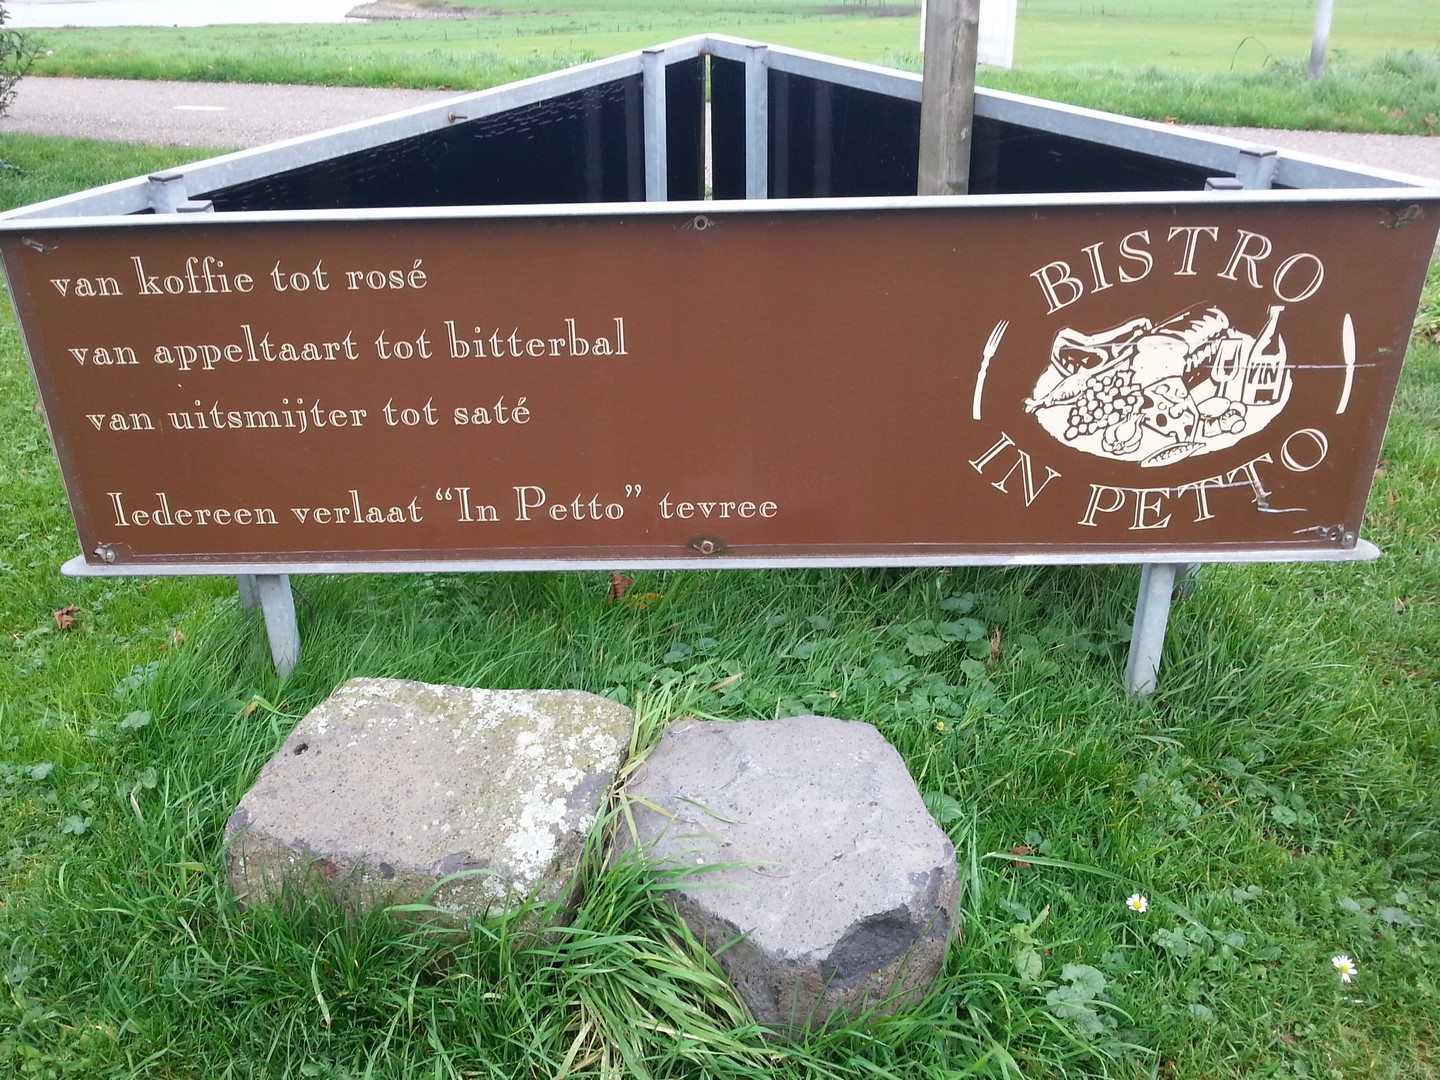 van koffie tot rosé
van appeltaart tot bitterbal
van uitsmijter tot saté
Iedereen verlaat “In Petto” tevree
BISTRO
VIN
IN PETTO